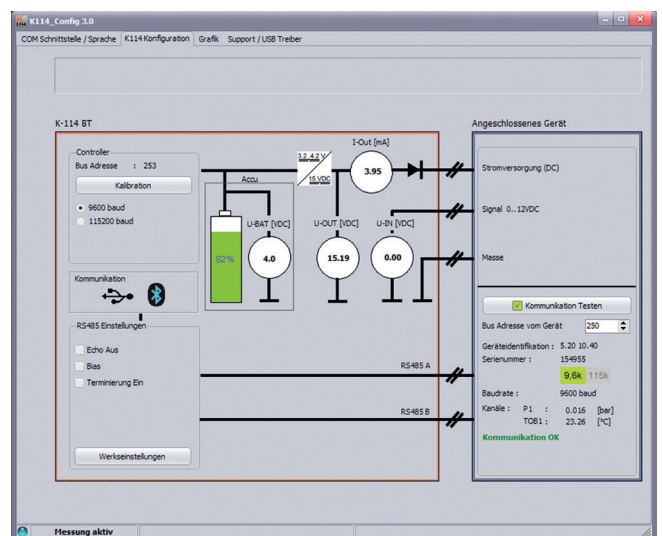 K114_Config 3.0
COM Schnittstelle / Sprache K114 Konfiguration Grafik Support / USB Treiber
K-114 BT
Angeschlossenes Gerät
Controller
Bus Adresse : 253
Kalibration
9600 baud
115200 baud
Kommunikation
RS485 Einstellungen
Echo Aus
Bias
Terminierung Ein
Werkseinstellungen
Accu
82%
U-BAT [VDC]
4.0
3.2..4.2 V
15 VDC
I-Out [mA]
3.95
U-OUT [VDC]
15.19
U-IN [VDC]
0.00
RS485 A
RS485 B
Stromversorgung (DC)
Signal 0..12VDC
Masse
Kommunikation Testen
Bus Adresse vom Gerät 250
Geräteidentifikation : 5.20 10.40
Serienummer : 154955
9,6k 115k
Baudrate : 9600 baud
Kanäle : P1 : 0.016 [bar]
TOB1 : 23.26 [°C]
Kommunikation OK
Messung aktiv